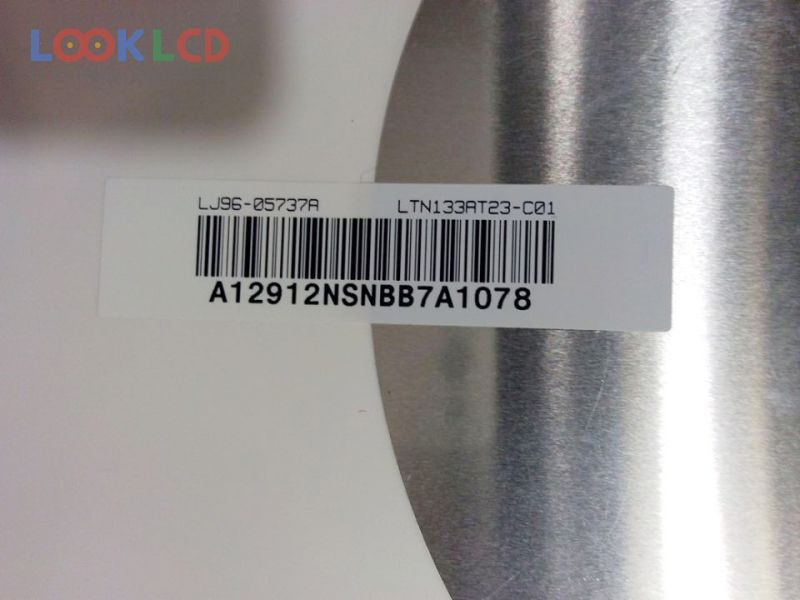 LOOKLCD
LJ96-05737A LTN133AT23-C01
A12912NSNBB7A1078